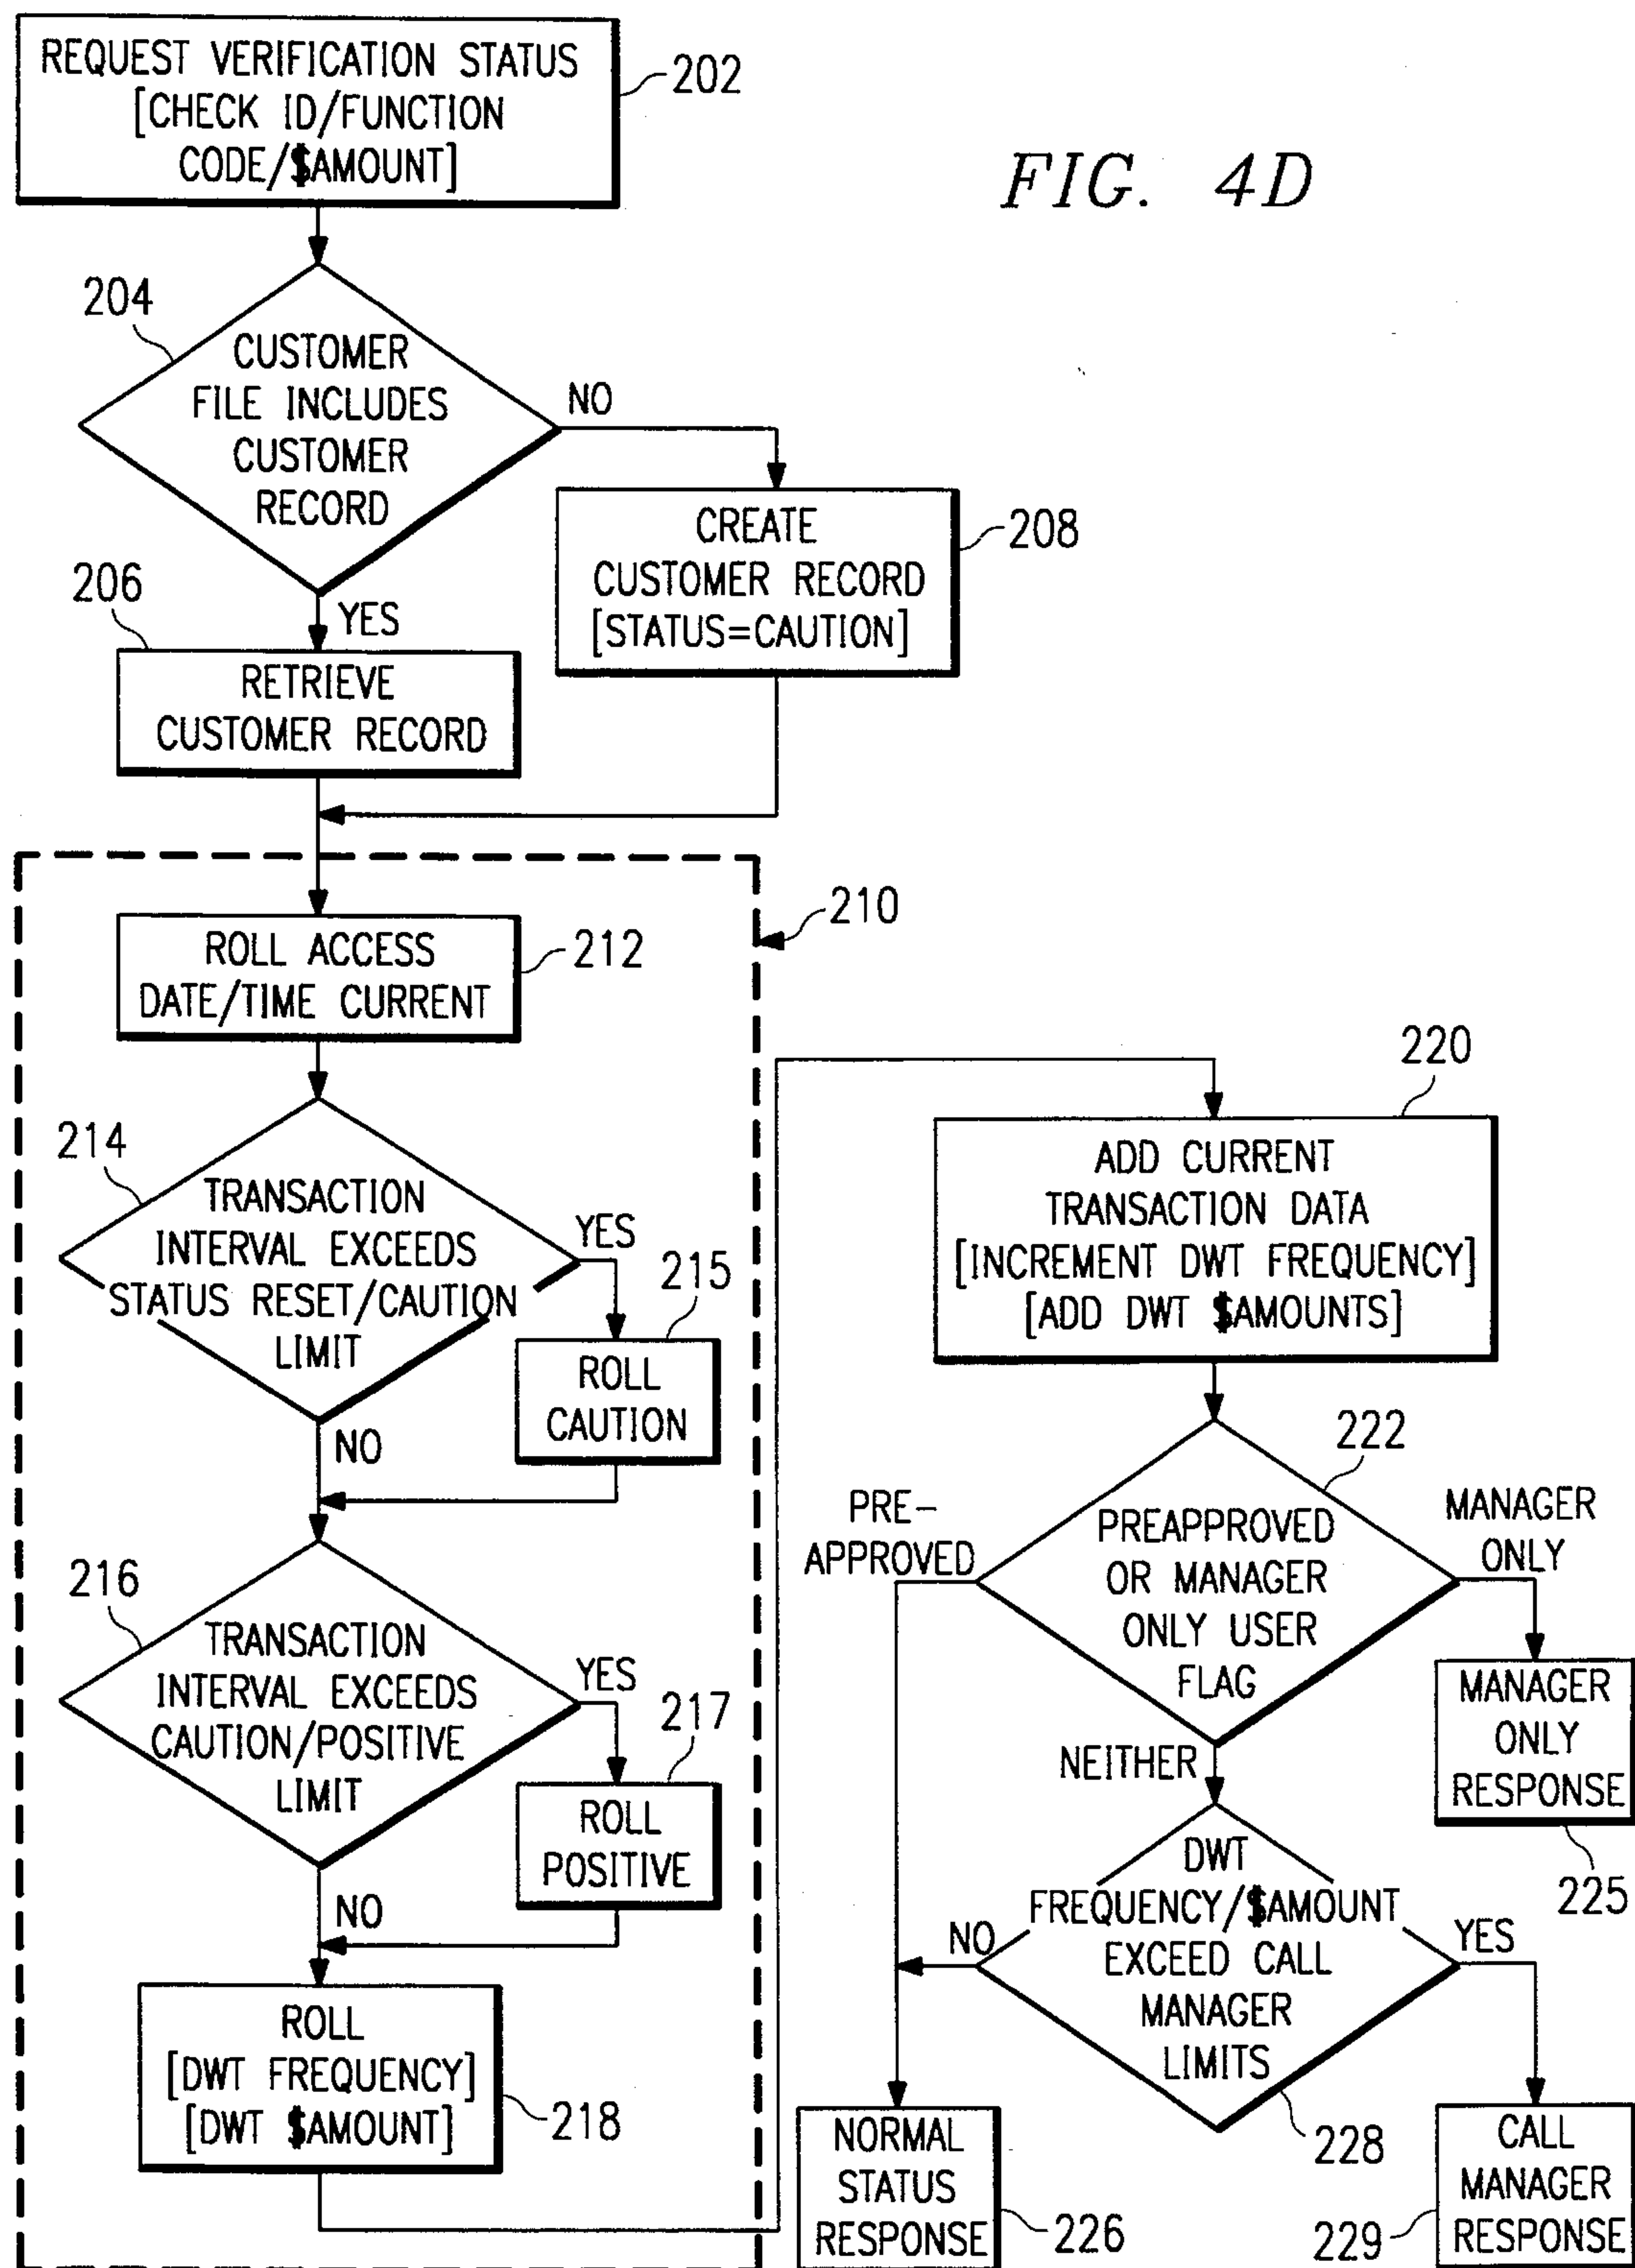 REQUEST VERIFICATION STATUS
[CHECK ID/FUNCTION
CODE/$AMOUNT]
202
FIG. 4D
204
CUSTOMER
FILE INCLUDES
CUSTOMER
RECORD
NO
YES
206
RETRIEVE
CUSTOMER RECORD
CREATE
CUSTOMER RECORD
[STATUS=CAUTION]
208
210
ROLL ACCESS
DATE/TIME CURRENT
212
214
TRANSACTION
INTERVAL EXCEEDS
STATUS RESET/CAUTION
LIMIT
YES
215
ROLL
CAUTION
NO
216
TRANSACTION
INTERVAL EXCEEDS
CAUTION/POSITIVE
LIMIT
YES
217
ROLL
POSITIVE
NO
ROLL
[DWT FREQUENCY]
[DWT $AMOUNT]
218
220
ADD CURRENT
TRANSACTION DATA
[INCREMENT DWT FREQUENCY]
[ADD DWT $AMOUNTS]
222
PREAPPROVED
OR MANAGER
ONLY USER
FLAG
PRE-
APPROVED
MANAGER
ONLY
MANAGER
ONLY
RESPONSE
225
NEITHER
DWT
FREQUENCY/$AMOUNT
EXCEED CALL
MANAGER
LIMITS
NO
YES
228
NORMAL
STATUS
RESPONSE
226
CALL
MANAGER
RESPONSE
229